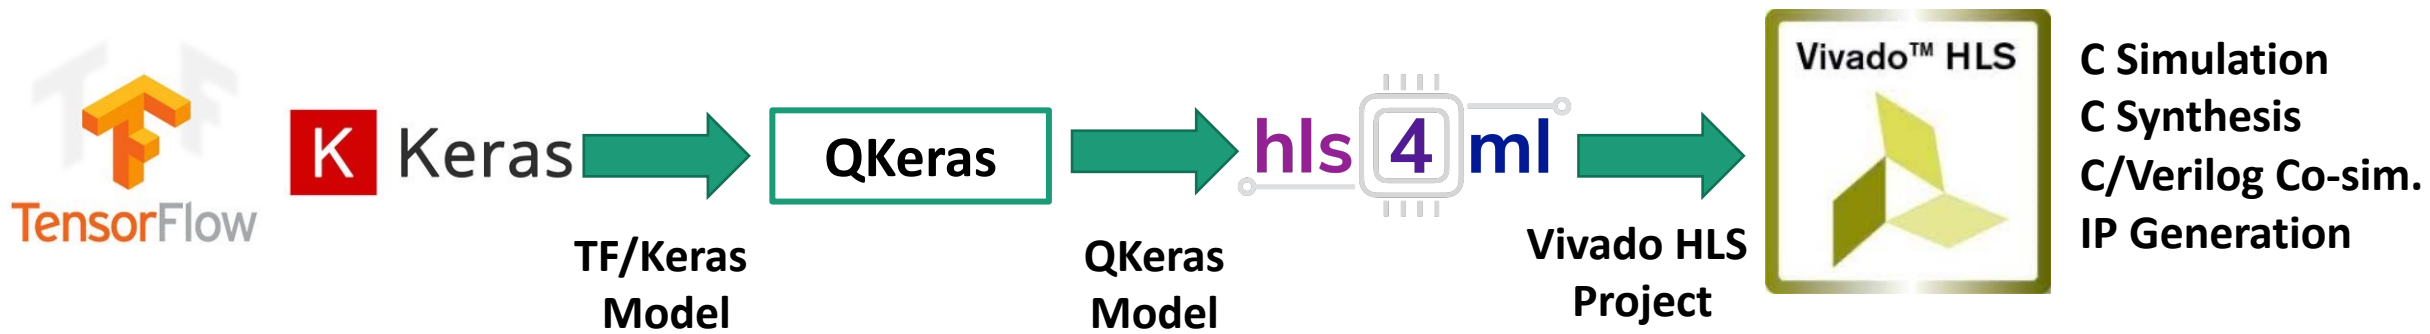 TF
TensorFlow
K Keras
TF/Keras
Model
QKeras
QKeras
Model
hls 4 ml
Vivado HLS
Project
Vivado™ HLS
C Simulation
C Synthesis
C/Verilog Co-sim.
IP Generation